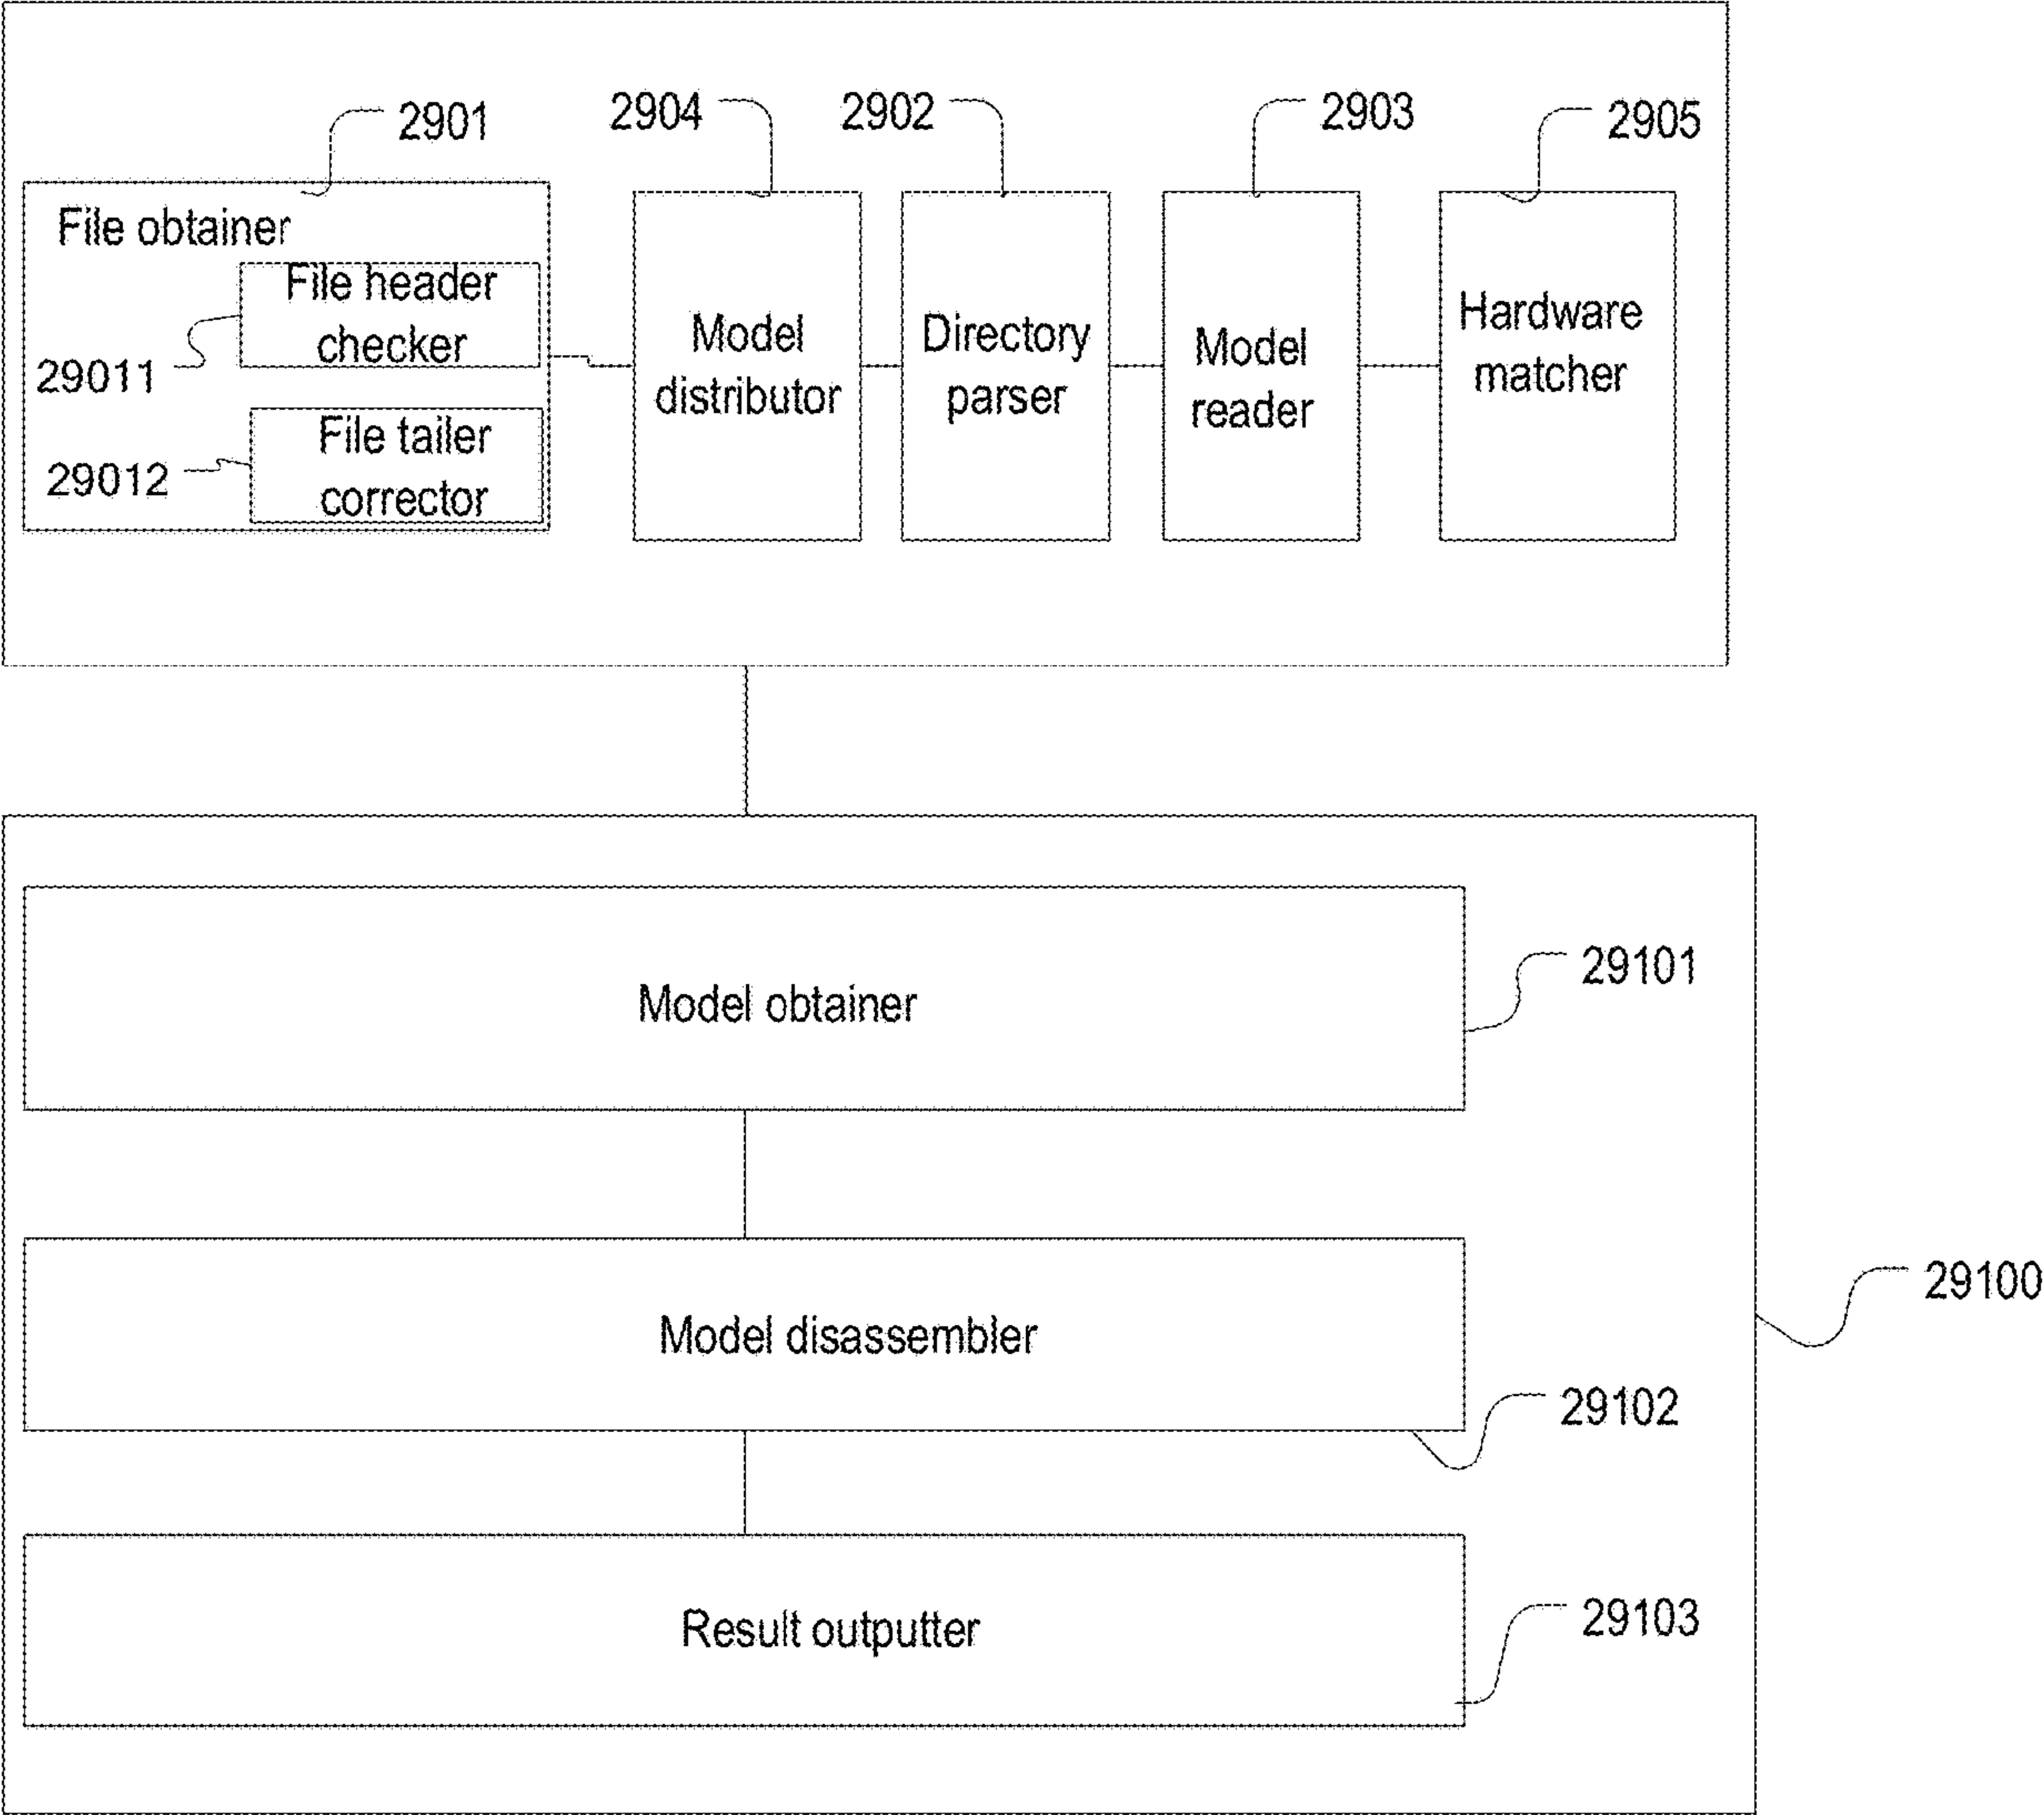 2901
2904
2902
2903
2905
File obtainer
File header
checker
29011
File tailer
corrector
29012
Model
distributor
Directory
parser
Model
reader
Hardware
matcher
Model obtainer
29101
Model disassembler
29100
29102
Result outputter
29103